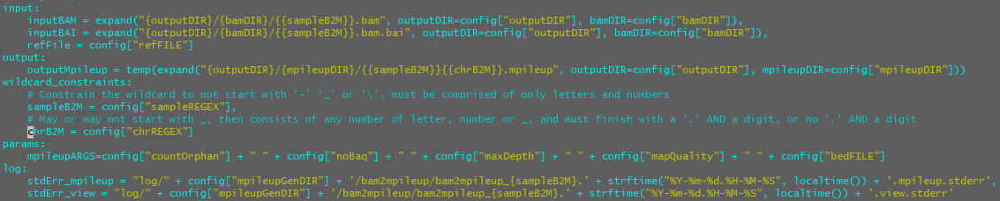 input:
    inputBAM = expand("{outputDIR}/{bamDIR}/{{sampleB2M}}.bam", outputDIR=config["outputDIR"], bamDIR=config["bamDIR"]),
    inputBAI = expand("{outputDIR}/{bamDIR}/{{sampleB2M}}.bam.bai", outputDIR=config["outputDIR"], bamDIR=config["bamDIR"]),
    refFile = config["refFILE"]
output:
    outputMpileup = temp(expand("{outputDIR}/{mpileupDIR}/{{sampleB2M}}{{chrB2M}}.mpileup", outputDIR=config["outputDIR"], mpileupDIR=config["mpileupDIR"]))
wildcard_constraints:
    # Constrain the wildcard to not start with '-' '_' or '\', must be comprised of only letters and numbers
    sampleB2M = config["sampleREGEX"],
    # May or may not start with _, then consists of any number of letter, number or _, and must finish with a '.' AND a digit, or no '.' AND a digit
    chrB2M = config["chrREGEX"]
params:
    mpileupARGS=config["countOrphan"] + " " + config["noBaq"] + " " + config["maxDepth"] + " " + config["mapQuality"] + " " + config["bedFILE"]
log:
    stdErr_mpileup = "log/" + config["mpileupGenDIR"] + '/bam2mpileup/bam2mpileup_{sampleB2M}.' + strftime("%Y-%m-%d.%H-%M-%S", localtime()) + '.mpileup.stderr',
    stdErr_view = "log/" + config["mpileupGenDIR"] + '/bam2mpileup/bam2mpileup_{sampleB2M}.' + strftime("%Y-%m-%d.%H-%M-%S", localtime()) + '.view.stderr'